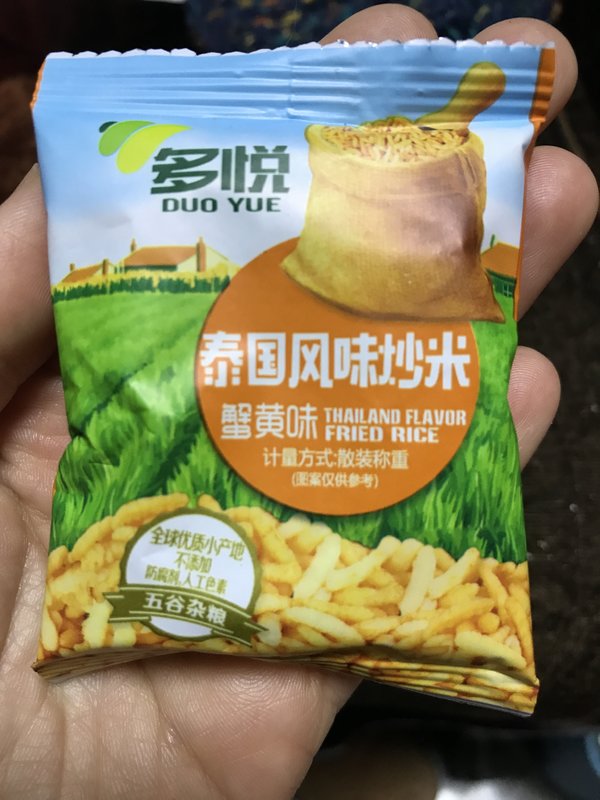 多悦
DUO YUE
泰国风味炒米
蟹黄味
THAILAND FLAVOR
FRIED RICE
计量方式:散装称重
(图案仅供参考)
全球优质小产地
不添加
防腐剂,人工色素
五谷杂粮